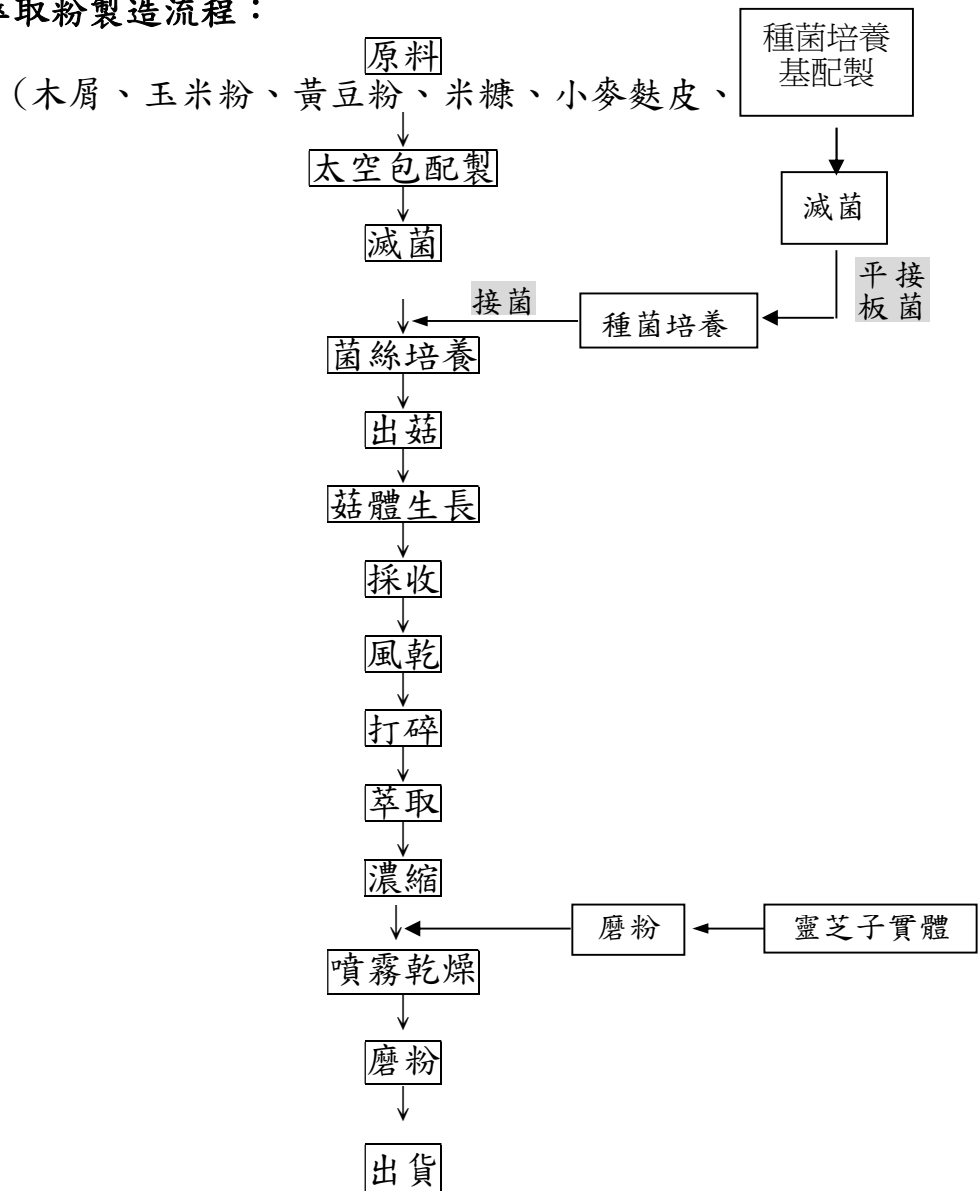 萃取粉製造流程：
原料
（木屑、玉米粉、黃豆粉、米糠、小麥麩皮、
種菌培養
基配製
太空包配製
滅菌
滅菌
平接
板菌
接菌
種菌培養
菌絲培養
出菇
菇體生長
採收
風乾
打碎
萃取
濃縮
磨粉
靈芝子實體
噴霧乾燥
磨粉
出貨